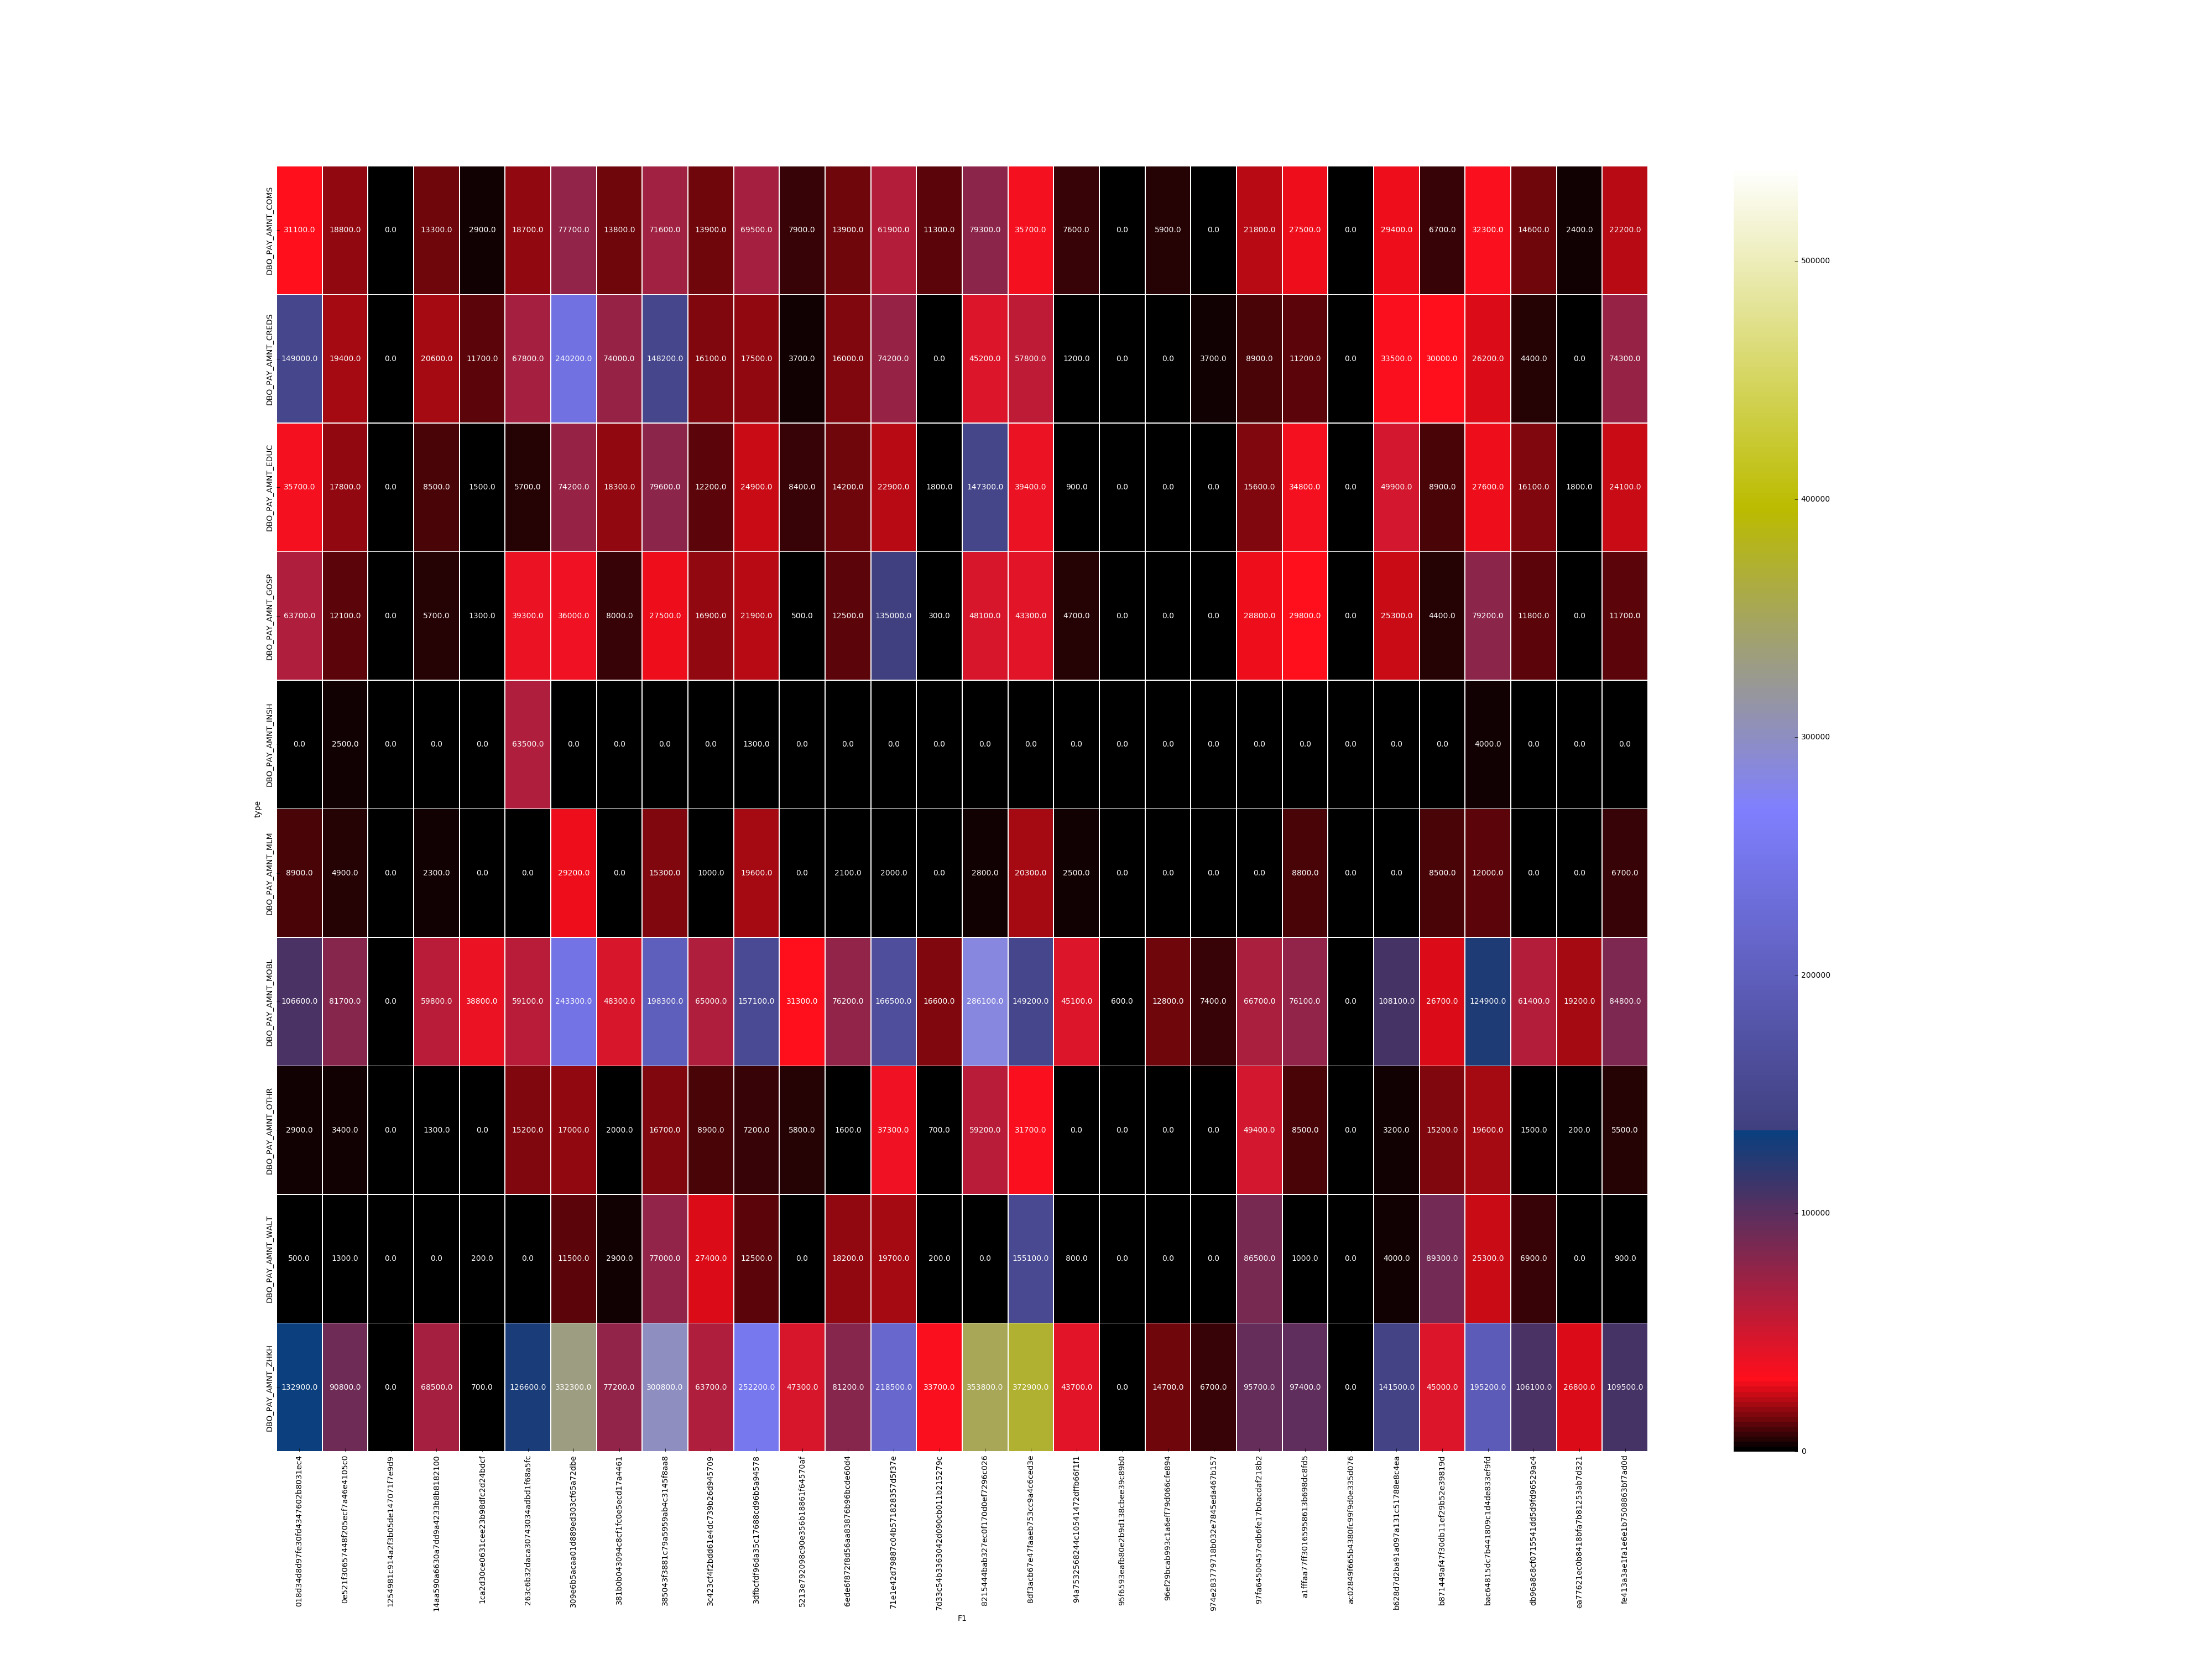 DBO_PAY_AMNT_COMS 31100.0 18800.0 0.0 13300.0 2900.0 18700.0 77700.0 13800.0 71600.0 13900.0 69500.0 7900.0 13900.0 61900.0 11300.0 79300.0 35700.0 7600.0 0.0 5900.0 0.0 21800.0 27500.0 0.0 29400.0 6700.0 32300.0 14600.0 2400.0 22200.0
DBO_PAY_AMNT_CREDS 149000.0 19400.0 0.0 20600.0 11700.0 67800.0 240200.0 74000.0 148200.0 16100.0 17500.0 3700.0 16000.0 74200.0 0.0 45200.0 57800.0 1200.0 0.0 0.0 3700.0 8900.0 11200.0 0.0 33500.0 30000.0 26200.0 4400.0 0.0 74300.0
DBO_PAY_AMNT_EDUC 35700.0 17800.0 0.0 8500.0 1500.0 5700.0 74200.0 18300.0 79600.0 12200.0 24900.0 8400.0 14200.0 22900.0 1800.0 147300.0 39400.0 900.0 0.0 0.0 0.0 15600.0 34800.0 0.0 49900.0 8900.0 27600.0 16100.0 1800.0 24100.0
DBO_PAY_AMNT_GOSP 63700.0 12100.0 0.0 5700.0 1300.0 39300.0 36000.0 8000.0 27500.0 16900.0 21900.0 500.0 12500.0 135000.0 300.0 48100.0 43300.0 4700.0 0.0 0.0 0.0 28800.0 29800.0 0.0 25300.0 4400.0 79200.0 11800.0 0.0 11700.0
DBO_PAY_AMNT_INSH 0.0 2500.0 0.0 0.0 0.0 63500.0 0.0 0.0 0.0 0.0 1300.0 0.0 0.0 0.0 0.0 0.0 0.0 0.0 0.0 0.0 0.0 0.0 0.0 0.0 0.0 0.0 4000.0 0.0 0.0 0.0
type
DBO_PAY_AMNT_MLM 8900.0 4900.0 0.0 2300.0 0.0 0.0 29200.0 0.0 15300.0 1000.0 19600.0 0.0 2100.0 2000.0 0.0 2800.0 20300.0 2500.0 0.0 0.0 0.0 0.0 8800.0 0.0 0.0 8500.0 12000.0 0.0 0.0 6700.0
DBO_PAY_AMNT_MOBL 106600.0 81700.0 0.0 59800.0 38800.0 59100.0 243300.0 48300.0 198300.0 65000.0 157100.0 31300.0 76200.0 166500.0 16600.0 286100.0 149200.0 45100.0 600.0 12800.0 7400.0 66700.0 76100.0 0.0 108100.0 26700.0 124900.0 61400.0 19200.0 84800.0
DBO_PAY_AMNT_OTHR 2900.0 3400.0 0.0 1300.0 0.0 15200.0 17000.0 2000.0 16700.0 8900.0 7200.0 5800.0 1600.0 37300.0 700.0 59200.0 31700.0 0.0 0.0 0.0 0.0 49400.0 8500.0 0.0 3200.0 15200.0 19600.0 1500.0 200.0 5500.0
DBO_PAY_AMNT_WALT 500.0 1300.0 0.0 0.0 200.0 0.0 11500.0 2900.0 77000.0 27400.0 12500.0 0.0 18200.0 19700.0 200.0 0.0 155100.0 800.0 0.0 0.0 0.0 86500.0 1000.0 0.0 4000.0 89300.0 25300.0 6900.0 0.0 900.0
DBO_PAY_AMNT_ZHKH 132900.0 90800.0 0.0 68500.0 700.0 126600.0 332300.0 77200.0 300800.0 63700.0 252200.0 47300.0 81200.0 218500.0 33700.0 353800.0 372900.0 43700.0 0.0 14700.0 6700.0 95700.0 97400.0 0.0 141500.0 45000.0 195200.0 106100.0 26800.0 109500.0
018d34d8d97fe30fd4347602b8031ec4
0e521f30657448f205ecf7a46e4105c0
1254981c914a2f3b05de147071f7e9d9
14aa590a6630a7dd9a4233b8b8182100
1ca2d30ce0631cee23b98dfc2d24bdcf
263c6b32daca30743034adbd1f68a5fc
309e6b5acaa01d889ed303cf65a72dbe
381b0b043094c8cf1fc0e5ecd17a4461
385043f3881c79a5959ab4c3145f8aa8
3c423cf4f2bdd61e4dc739b26d945709
3dfbcfdf96da35c17688cd96b5a94578
5213e792098c90e356b18861f64570af
6ede6f872f8d56aa83876b96bcde60d4
71e1e42d79887c04b571828357d5f37e
7d33c54b3363042d090cb011b215279c
8215444bab327ec0f170d0ef7296c026
8df3acb67e47faaeb753cc9a4c6ced3e
94a7532568244c10541472dffb66f1f1
95f6593eafb80e2b9d138cbee39c89b0
96ef29bcab993c1a6eff79d066cfe894
974e283779718b032e7845eda467b157
97fa64500457edb6fe17b0acdaf218b2
a1fffaa77ff30165958613b698dc8fd5
ac02849f665b4380fc99f9d0e335d076
b628d7d2ba91a097a131c51788e8c4ea
b871449af47f30db11ef29b52e39819d
bac64815dc7b441809c1d4de833ef9fd
db96a8c8cf0715541dd5d9fd96529ac4
ea77621ec0b8418bfa7b81253ab7d321
fe413a3ae1fa1e6e1b7508863bf7ad0d
F1
500000
400000
300000
200000
100000
0